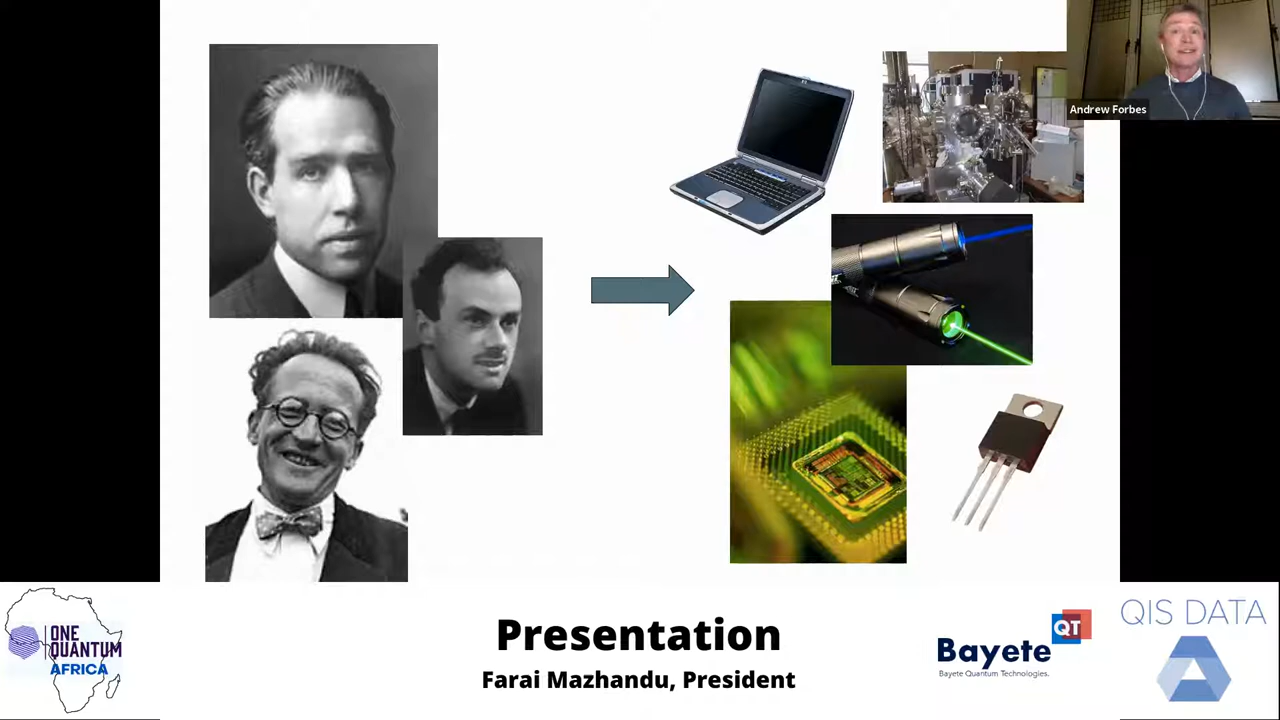 Andrew Forbes
ONE
QUANTUM
AFRICA
Presentation
Farai Mazhandu, President
QT
Bayete
Bayete Quantum Technologies.
QIS DATA